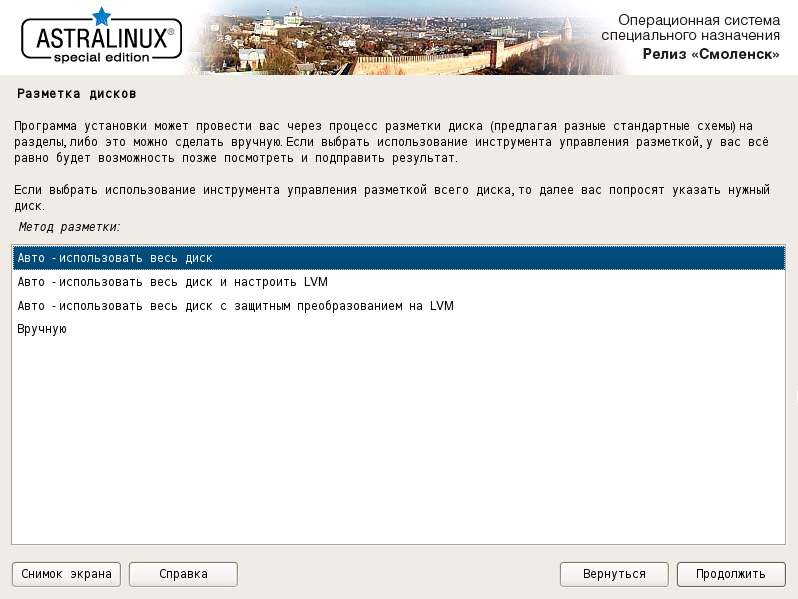 ASTRALINUX®
special edition
Операционная система
специального назначения
Релиз «Смоленск»
Разметка дисков
Программа установки может провести вас через процесс разметки диска (предлагая разные стандартные схемы) на
разделы, либо это можно сделать вручную. Если выбрать использование инструмента управления разметкой, у вас всё
равно будет возможность позже посмотреть и подправить результат.
Если выбрать использование инструмента управления разметкой всего диска, то далее вас попросят указать нужный
диск.
Метод разметки:
Авто - использовать весь диск
Авто - использовать весь диск и настроить LVM
Авто - использовать весь диск с защитным преобразованием на LVM
Вручную
Снимок экрана
Справка
Вернуться
Продолжить